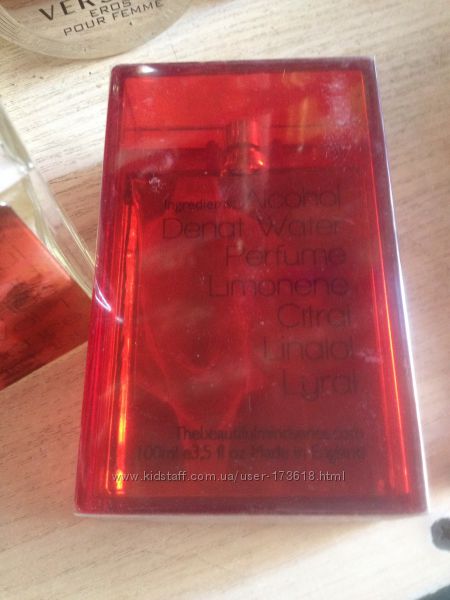 VERS
EROS
POUR FEMME
Ingredients: Alcohol
Denat Water
Perfume
Limonene
Citral
Linalol
Lyral
Thebeautifulmindseries.com
100ml e3,5 fl oz Made in England
www.kidstaff.com.ua/user-173618.html